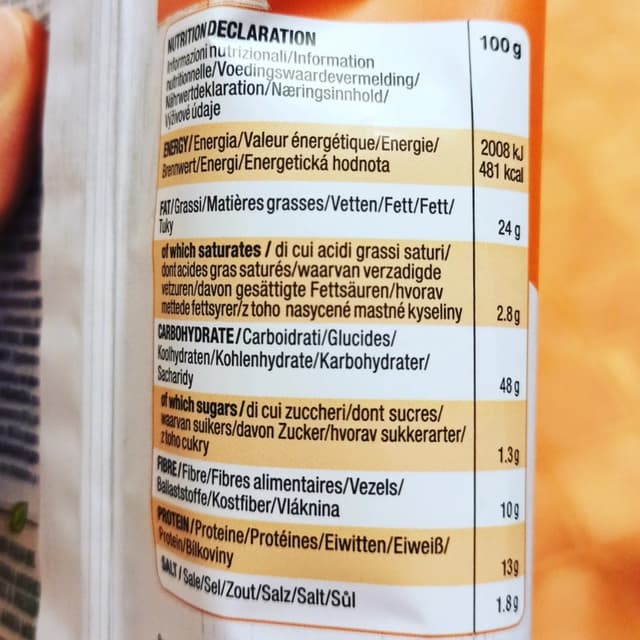 NUTRITION DECLARATION
Informazioni nutrizionali/Information
nutritionnelle/Voedingswaardevermelding/
Nährwertdeklaration/Næringsinnhold/
Výživové údaje
100 g
ENERGY/Energia/Valeur énergétique/Energie/
Brennwert/Energi/Energetická hodnota
2008 kJ
481 kcal
FAT/Grassi/Matières grasses/Vetten/Fett/Fett/
Tuky
24 g
of which saturates / di cui acidi grassi saturi/
dont acides gras saturés/waarvan verzadigde
vetzuren/davon gesättigte Fettsäuren/hvorav
mettede fettsyrer/z toho nasycené mastné kyseliny
2.8 g
CARBOHYDRATE/Carboidrati/Glucides/
Koolhydraten/Kohlenhydrate/Karbohydrater/
Sacharidy
48 g
of which sugars/di cui zuccheri/dont sucres/
waarvan suikers/davon Zucker/hvorav sukkerarter/
z toho cukry
1.3 g
FIBRE/Fibre/Fibres alimentaires/Vezels/
Ballaststoffe/Kostfiber/Vláknina
10 g
PROTEIN/Proteine/Protéines/Eiwitten/Eiweiß/
Protein/Bílkoviny
13 g
SALT/Sale/Sel/Zout/Salz/Salt/Sůl
1.8 g